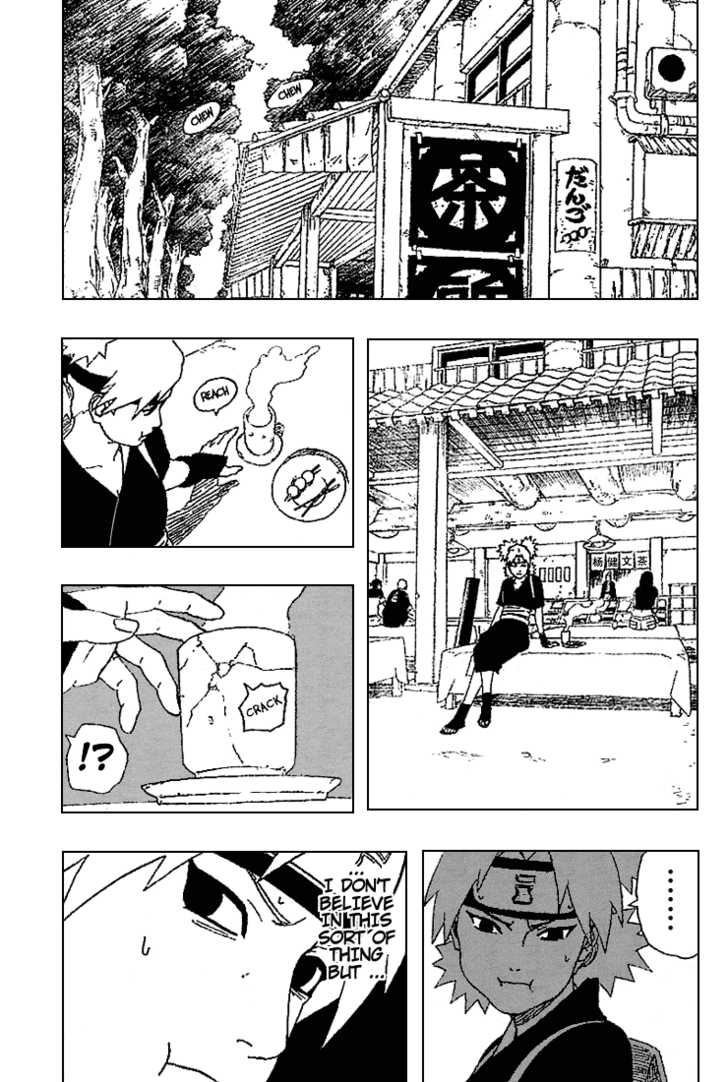 CHEW
CHEW
茶
だんご
杨健文茶
REACH
CRACK
!?
.......
...
I DON'T
BELIEVE
IN THIS
SORT OF
THING
BUT ...